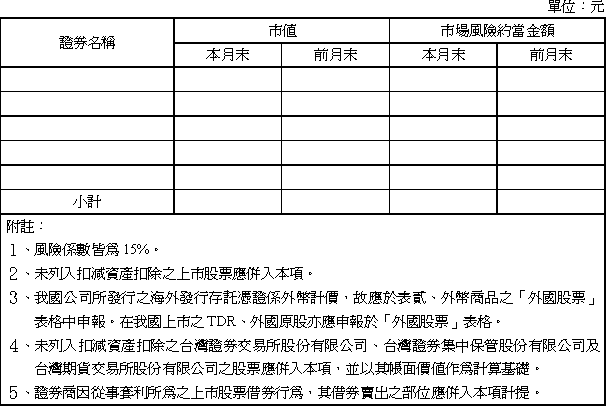 單位：元
證券名稱 市值 市場風險約當金額
本月末 前月末 本月末 前月末
小計
附註：
１、風險係數皆為15%。
２、未列入扣減資產扣除之上市股票應併入本項。
３、我國公司所發行之海外發行存託憑證係外幣計價，故應於表貳、外幣商品之「外國股票」
表格中申報。在我國上市之TDR、外國原股亦應申報於「外國股票」表格。
４、未列入扣減資產扣除之台灣證券交易所股份有限公司、台灣證券集中保管股份有限公司及
台灣期貨交易所股份有限公司之股票應併入本項，並以其帳面價值作為計算基礎。
５、證券商因從事套利所為之上市股票借券行為，其借券賣出之部位應併入本項計提。